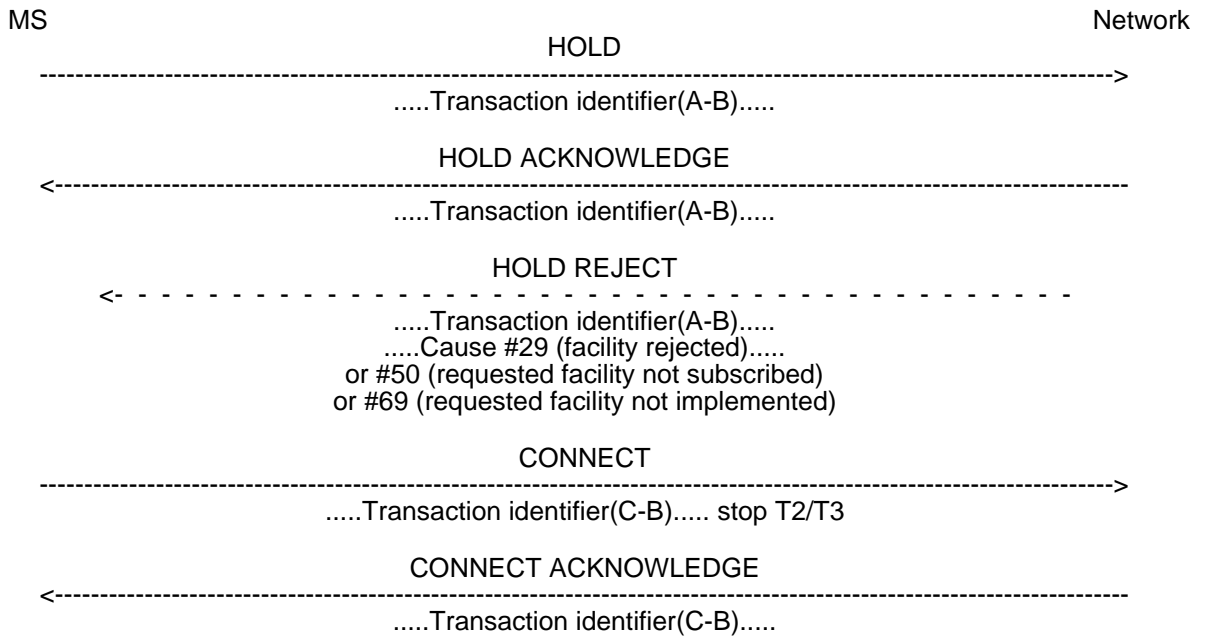 MS Network
HOLD
------------------------------------------------------------------------------------------------------------------------>
.....Transaction identifier(A-B).....
HOLD ACKNOWLEDGE
<------------------------------------------------------------------------------------------------------------------------
.....Transaction identifier(A-B).....
HOLD REJECT
<- - - - - - - - - - - - - - - - - - - - - - - - - - - - - - - - - - - - - - - - -
.....Transaction identifier(A-B).....
.....Cause #29 (facility rejected).....
or #50 (requested facility not subscribed)
or #69 (requested facility not implemented)
CONNECT
------------------------------------------------------------------------------------------------------------------------>
.....Transaction identifier(C-B)..... stop T2/T3
CONNECT ACKNOWLEDGE
<------------------------------------------------------------------------------------------------------------------------
.....Transaction identifier(C-B).....